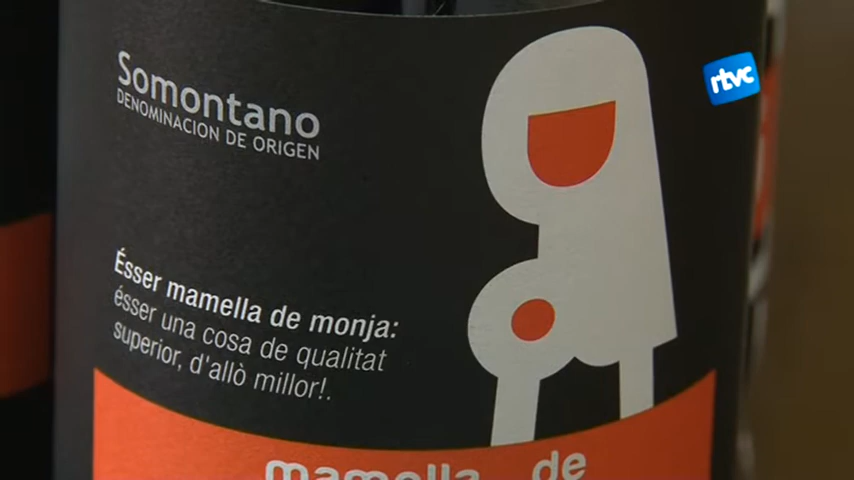 rtvc
Somontano
DENOMINACION DE ORIGEN
Ésser mamella de monja:
ésser una cosa de qualitat
superior, d'allò millor!.
mamella de